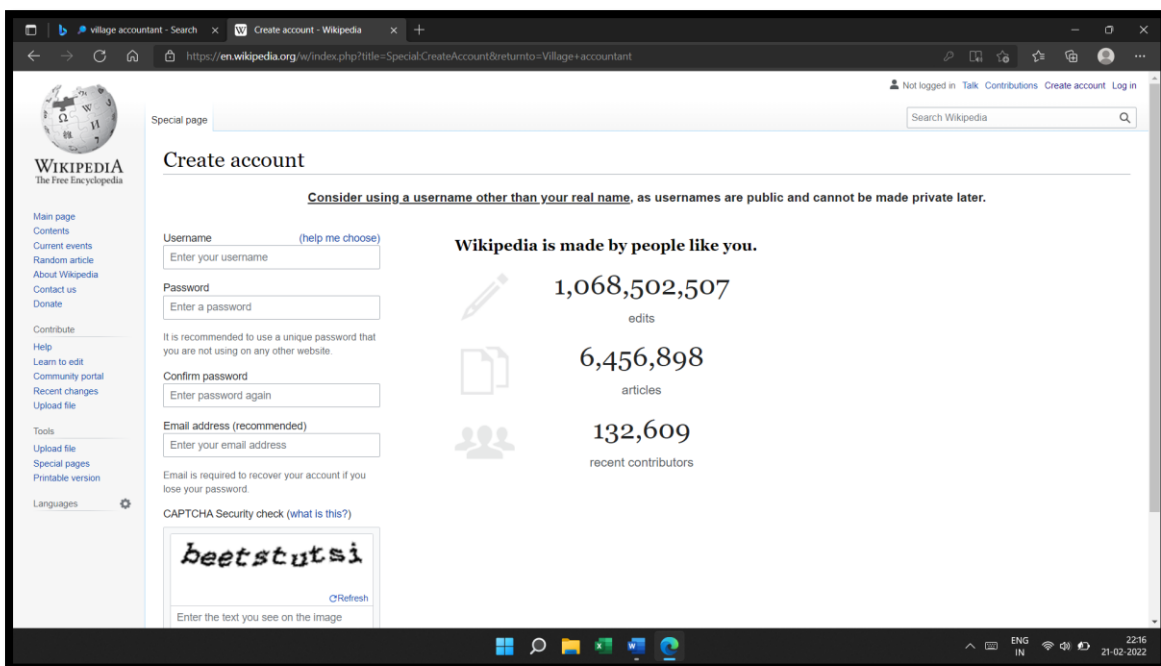 village accountant - Search
Create account - Wikipedia
https://en.wikipedia.org/w/index.php?title=Special:CreateAccount&returnto=Village+accountant
Not logged in Talk Contributions Create account Log in
Special page
Search Wikipedia
WIKIPEDIA
The Free Encyclopedia
Main page
Contents
Current events
Random article
About Wikipedia
Contact us
Donate
Contribute
Help
Learn to edit
Community portal
Recent changes
Upload file
Tools
Upload file
Special pages
Printable version
Languages
Create account
Consider using a username other than your real name, as usernames are public and cannot be made private later.
Username (help me choose)
Enter your username
Password
Enter a password
It is recommended to use a unique password that
you are not using on any other website.
Confirm password
Enter password again
Email address (recommended)
Enter your email address
Email is required to recover your account if you
lose your password.
CAPTCHA Security check (what is this?)
beetstutsi
Refresh
Enter the text you see on the image
Wikipedia is made by people like you.
1,068,502,507
edits
6,456,898
articles
132,609
recent contributors
ENG
IN
22:16
21-02-2022